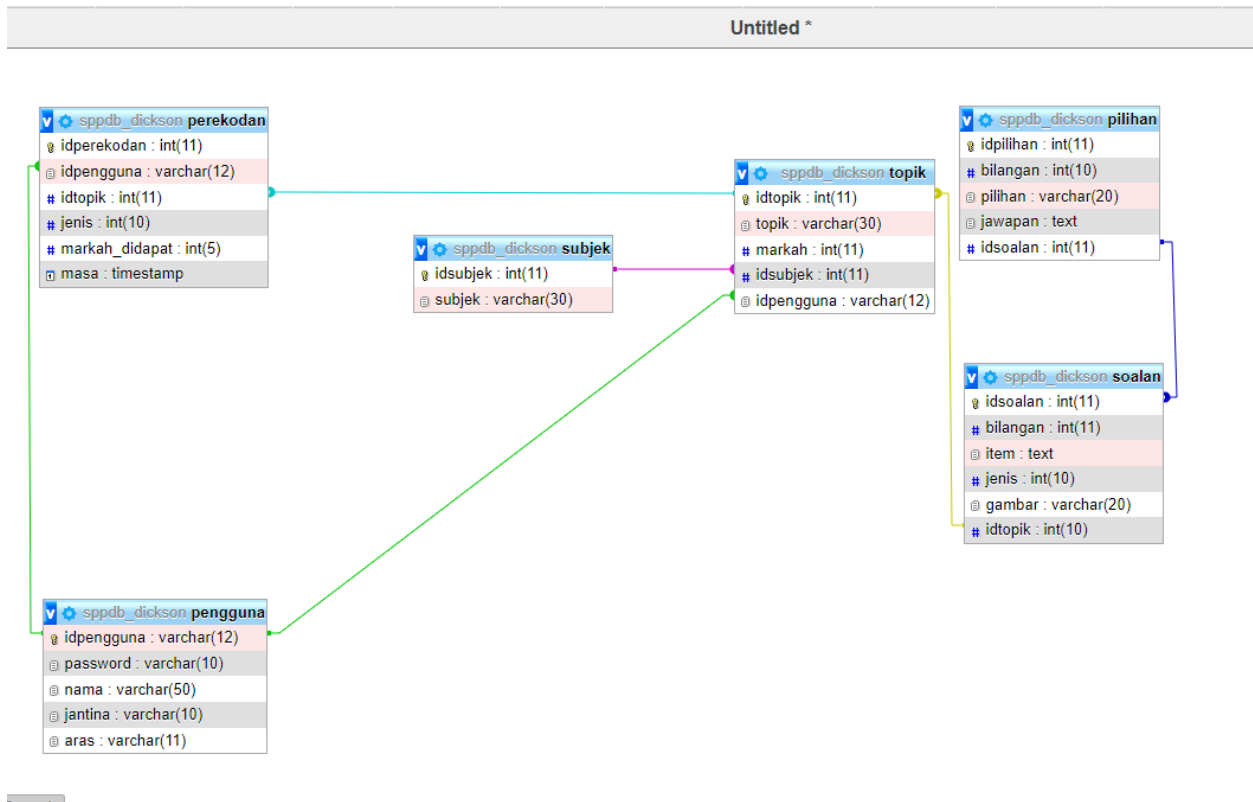 Untitled *
sppdb_dickson perekodan
idperekodan : int(11)
idpengguna : varchar(12)
idtopik : int(11)
jenis : int(10)
markah_didapat : int(5)
masa : timestamp
sppdb_dickson subjek
idsubjek : int(11)
subjek : varchar(30)
sppdb_dickson topik
idtopik : int(11)
topik : varchar(30)
markah : int(11)
idsubjek : int(11)
idpengguna : varchar(12)
sppdb_dickson pilihan
idpilihan : int(11)
bilangan : int(10)
pilihan : varchar(20)
jawapan : text
idsoalan : int(11)
sppdb_dickson soalan
idsoalan : int(11)
bilangan : int(11)
item : text
jenis : int(10)
gambar : varchar(20)
idtopik : int(10)
sppdb_dickson pengguna
idpengguna : varchar(12)
password : varchar(10)
nama : varchar(50)
jantina : varchar(10)
aras : varchar(11)